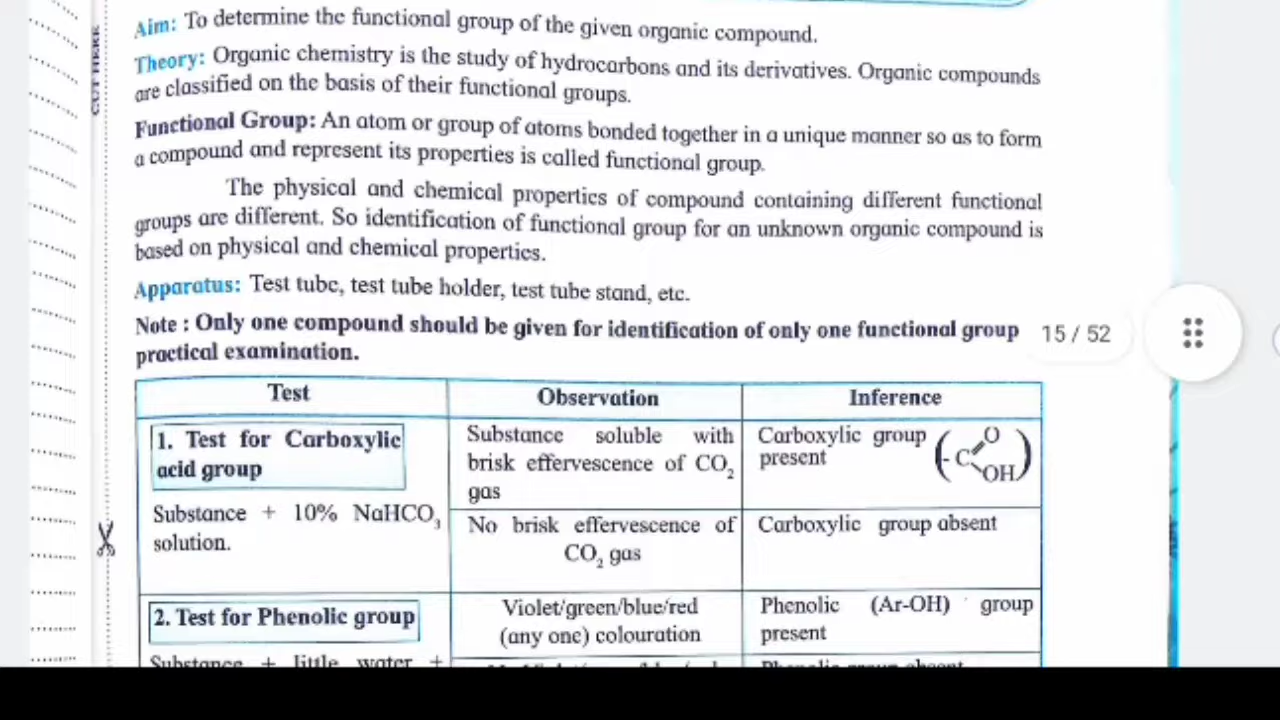 CUT HERE
Aim: To determine the functional group of the given organic compound.
Theory: Organic chemistry is the study of hydrocarbons and its derivatives. Organic compounds
are classified on the basis of their functional groups.
Functional Group: An atom or group of atoms bonded together in a unique manner so as to form
a compound and represent its properties is called functional group.
The physical and chemical properties of compound containing different functional
groups are different. So identification of functional group for an unknown organic compound is
based on physical and chemical properties.
Apparatus: Test tube, test tube holder, test tube stand, etc.
Note : Only one compound should be given for identification of only one functional group
practical examination.
15 / 52
Test Observation Inference
1. Test for Carboxylic
acid group
Substance + 10% NaHCO₃
solution.
Substance soluble with
brisk effervescence of CO₂
gas
Carboxylic group
present
(-C
O
OH)
No brisk effervescence of
CO₂ gas
Carboxylic group absent
2. Test for Phenolic group
Substance + little water +
Violet/green/blue/red
(any one) colouration
Phenolic (Ar-OH) group
present
Phenolic group absent